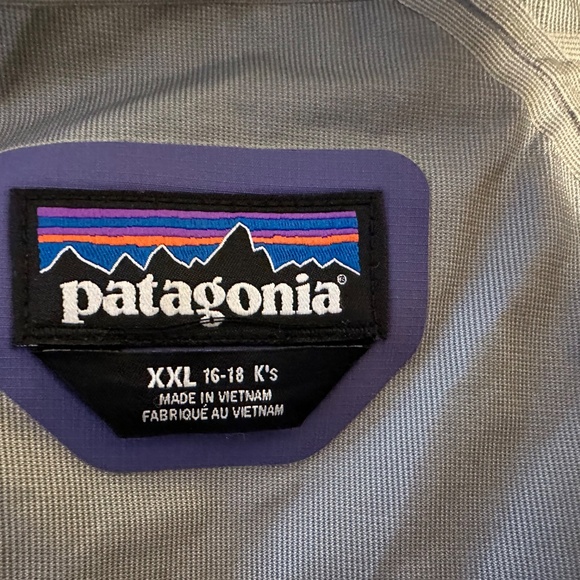 patagonia®
XXL 16-18 K's
MADE IN VIETNAM
FABRIQUÉ AU VIETNAM